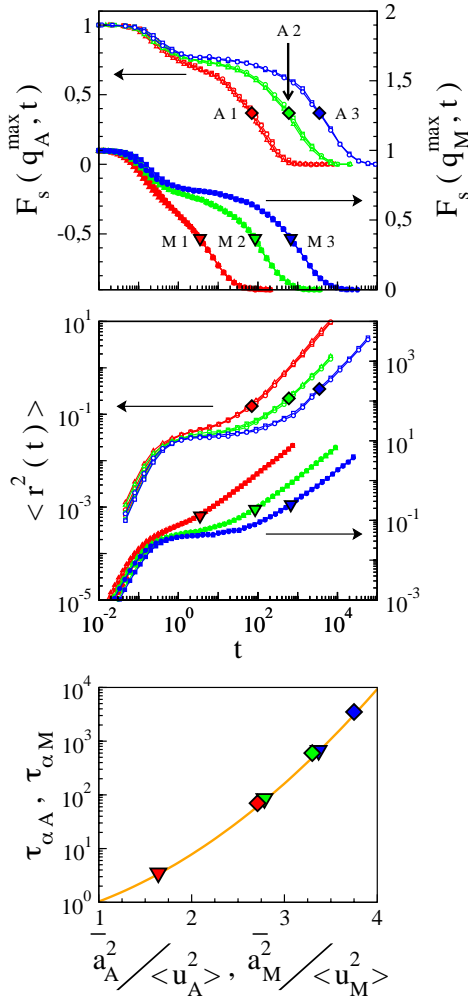 1
0,5
0
-0,5
F_s ( q_A^max , t )
2
1,5
1
0,5
0
F_s ( q_M^max , t )
A 1
A 2
A 3
M 1
M 2
M 3
10^1
10^-1
10^-3
10^-5
< r^2 ( t ) >
10^3
10^1
10^-1
10^-3
10^-2
10^0
10^2
10^4
t
10^4
10^3
10^2
10^1
10^0
τ_αA , τ_αM
1
2
3
4
a̅_A^2 / <u_A^2> , a̅_M^2 / <u_M^2>